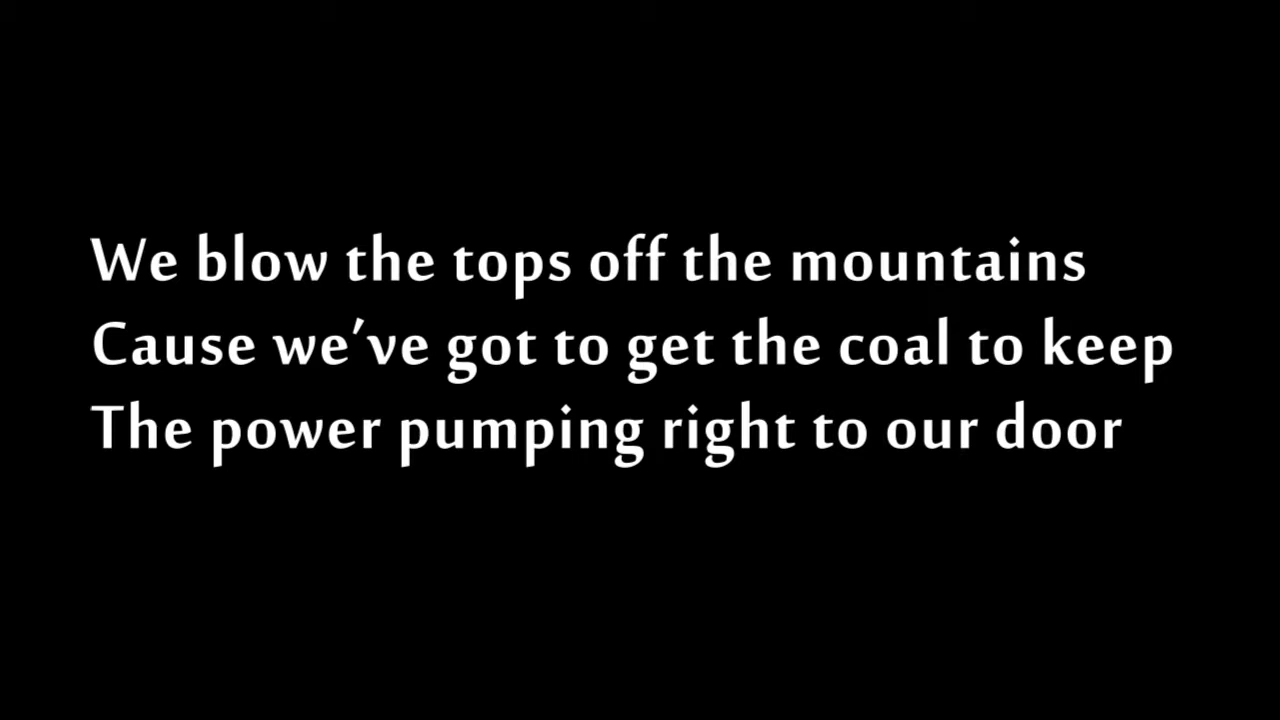 We blow the tops off the mountains
Cause we’ve got to get the coal to keep
The power pumping right to our door